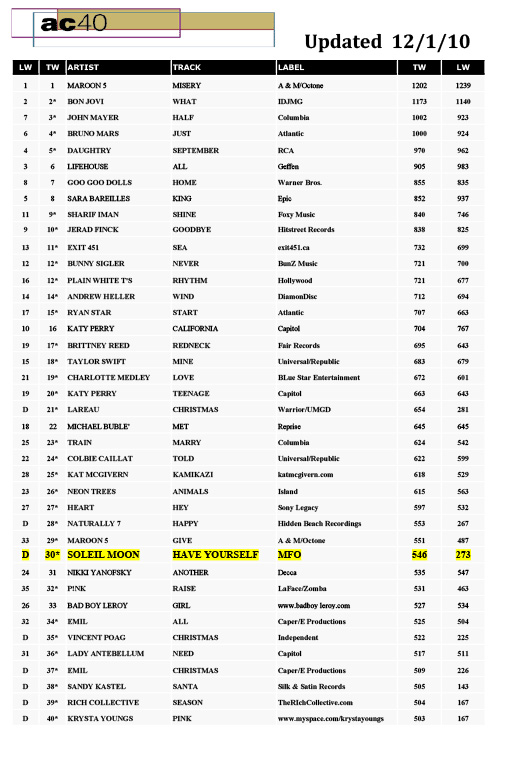 ac40
Updated 12/1/10
LW TW ARTIST TRACK LABEL TW LW
1 1 MAROON 5 MISERY A & M/Octone 1202 1239
2 2* BON JOVI WHAT IDJMG 1173 1140
7 3* JOHN MAYER HALF Columbia 1002 923
6 4* BRUNO MARS JUST Atlantic 1000 924
4 5* DAUGHTRY SEPTEMBER RCA 970 962
3 6 LIFEHOUSE ALL Geffen 905 983
8 7 GOO GOO DOLLS HOME Warner Bros. 855 835
5 8 SARA BAREILLES KING Epic 852 937
11 9* SHARIF IMAN SHINE Foxy Music 840 746
9 10* JERAD FINCK GOODBYE Hitstreet Records 838 825
13 11* EXIT 451 SEA exit451.ca 732 699
12 12* BUNNY SIGLER NEVER BunZ Music 721 700
16 12* PLAIN WHITE T'S RHYTHM Hollywood 721 677
14 14* ANDREW HELLER WIND DiamonDisc 712 694
17 15* RYAN STAR START Atlantic 707 663
10 16 KATY PERRY CALIFORNIA Capitol 704 767
19 17* BRITTNEY REED REDNECK Fair Records 695 643
15 18* TAYLOR SWIFT MINE Universal/Republic 683 679
21 19* CHARLOTTE MEDLEY LOVE BLue Star Entertainment 672 601
19 20* KATY PERRY TEENAGE Capitol 663 643
D 21* LAREAU CHRISTMAS Warrior/UMGD 654 281
18 22 MICHAEL BUBLE' MET Reprise 645 645
25 23* TRAIN MARRY Columbia 624 542
22 24* COLBIE CAILLAT TOLD Universal/Republic 622 599
28 25* KAT MCGIVERN KAMIKAZI katmcgivern.com 618 529
23 26* NEON TREES ANIMALS Island 615 563
27 27* HEART HEY Sony Legacy 597 532
D 28* NATURALLY 7 HAPPY Hidden Beach Recordings 553 267
33 29* MAROON 5 GIVE A & M/Octone 551 487
D 30* SOLEIL MOON HAVE YOURSELF MFO 546 273
24 31 NIKKI YANOFSKY ANOTHER Decca 535 547
35 32* P!NK RAISE LaFace/Zomba 531 463
26 33 BAD BOY LEROY GIRL www.badboy leroy.com 527 534
32 34* EMIL ALL Caper/E Productions 525 504
D 35* VINCENT POAG CHRISTMAS Independent 522 225
31 36* LADY ANTEBELLUM NEED Capitol 517 511
D 37* EMIL CHRISTMAS Caper/E Productions 509 226
D 38* SANDY KASTEL SANTA Silk & Satin Records 505 143
D 39* RICH COLLECTIVE SEASON TheRIchCollective.com 504 167
D 40* KRYSTA YOUNGS PINK www.myspace.com/krystayoungs 503 167